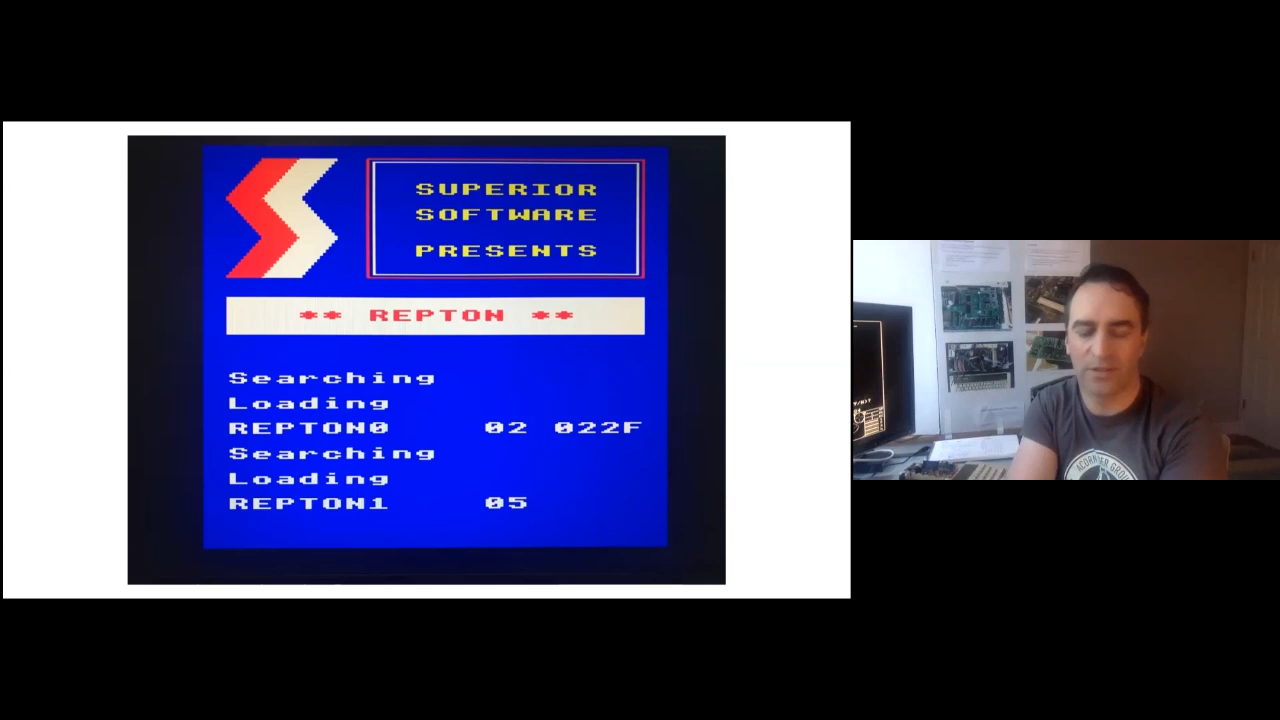 SUPERIOR
SOFTWARE
PRESENTS
** REPTON **
Searching
Loading
REPTON0 02 022F
Searching
Loading
REPTON1 05